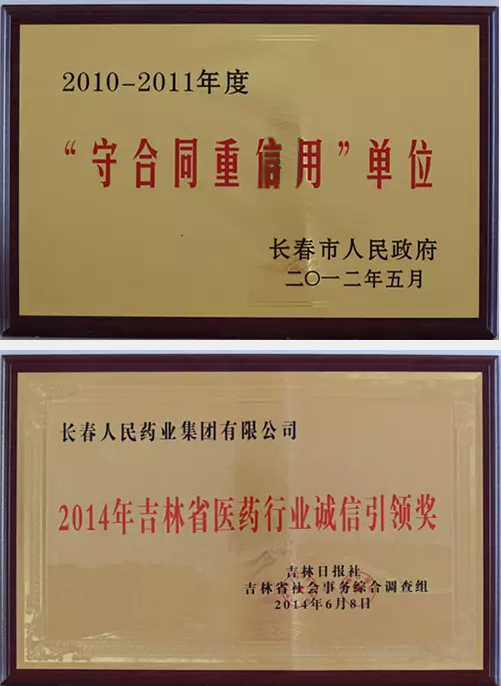 2010-2011年度
“守合同重信用”单位
长春市人民政府
二〇一二年五月
长春人民药业集团有限公司
2014年吉林省医药行业诚信引领奖
吉林日报社
吉林省社会事务综合调查组
2014年6月8日